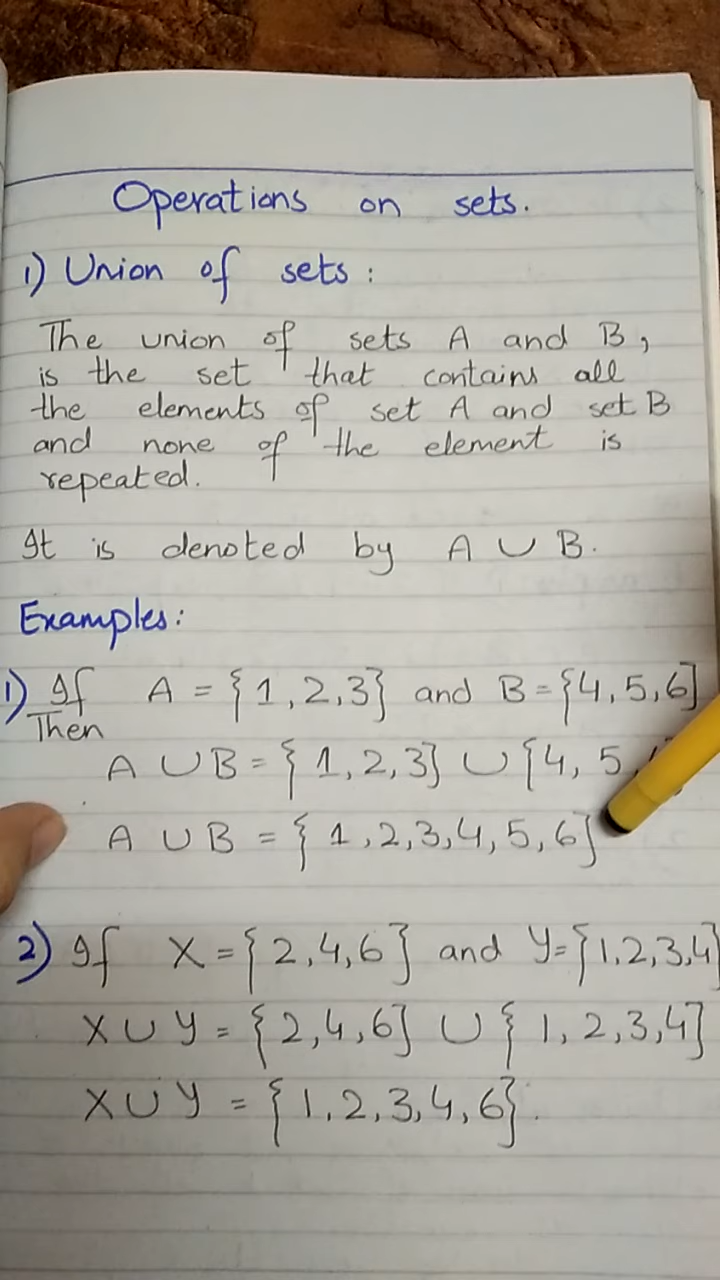 Operations on sets.
1) Union of sets:
The union of sets A and B,
is the set that contains all
the elements of set A and set B
and none of the element is
repeated.
It is denoted by A ∪ B.
Examples:
1) If A = {1,2,3} and B = {4,5,6}
Then
A ∪ B = {1,2,3} ∪ {4, 5,
A ∪ B = {1,2,3,4,5,6}
2) If X = {2,4,6} and Y = {1,2,3,4}
X ∪ Y = {2,4,6} ∪ {1,2,3,4}
X ∪ Y = {1,2,3,4,6}.